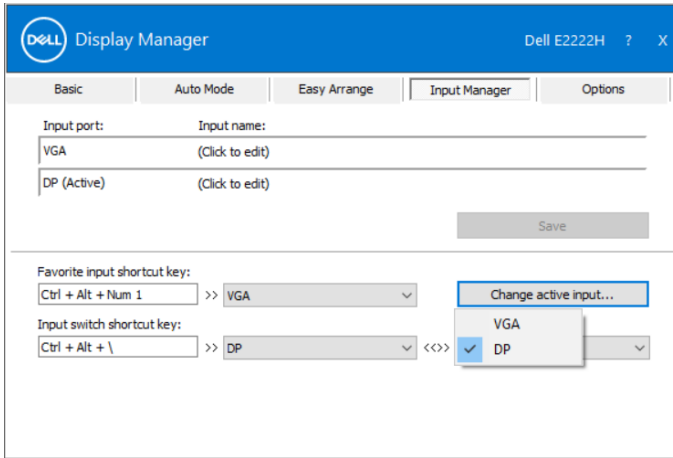 DELL Display Manager Dell E2222H ? X
Basic Auto Mode Easy Arrange Input Manager Options
Input port: Input name:
VGA (Click to edit)
DP (Active) (Click to edit)
Save
Favorite input shortcut key:
Ctrl + Alt + Num 1 >> VGA Change active input...
Input switch shortcut key:
VGA
Ctrl + Alt + \ >> DP <<>> DP